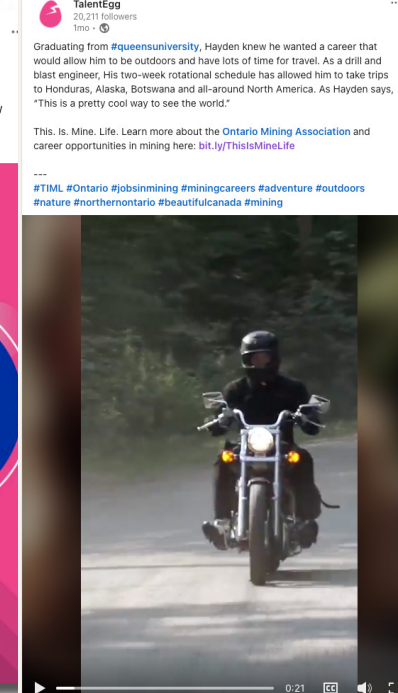 TalentEgg
20,211 followers
1mo •
Graduating from #queensuniversity, Hayden knew he wanted a career that
would allow him to be outdoors and have lots of time for travel. As a drill and
blast engineer, His two-week rotational schedule has allowed him to take trips
to Honduras, Alaska, Botswana and all-around North America. As Hayden says,
"This is a pretty cool way to see the world."
This. Is. Mine. Life. Learn more about the Ontario Mining Association and
career opportunities in mining here: bit.ly/ThisIsMineLife
---
#TIML #Ontario #jobsinmining #miningcareers #adventure #outdoors
#nature #northernontario #beautifulcanada #mining
0:21 CC